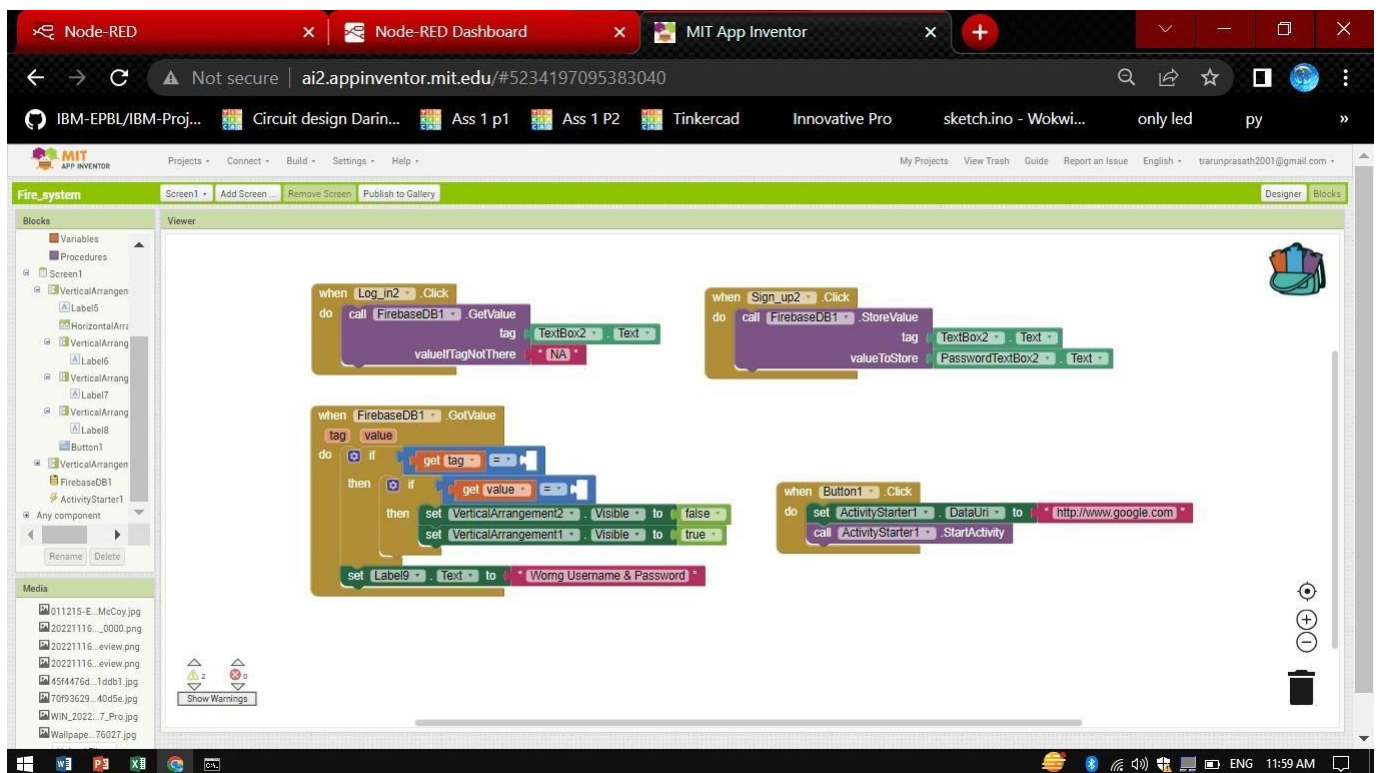 Node-RED
Node-RED Dashboard
MIT App Inventor
Not secure
ai2.appinventor.mit.edu/#5234197095383040
IBM-EPBL/IBM-Proj...
Circuit design Darin...
Ass 1 p1
Ass 1 P2
Tinkercad
Innovative Pro
sketch.ino - Wokwi...
only led
py
»
MIT
APP INVENTOR
Projects
Connect
Build
Settings
Help
My Projects
View Trash
Guide
Report an Issue
English
trarunprasath2001@gmail.com
Fire_system
Screen1
Add Screen ...
Remove Screen
Publish to Gallery
Designer
Blocks
Blocks
Variables
Procedures
Screen1
VerticalArrangen
Label5
HorizontalArra
VerticalArrang
Label6
VerticalArrang
Label7
VerticalArrang
Label8
Button1
VerticalArrangen
FirebaseDB1
ActivityStarter1
Any component
Rename
Delete
Media
011215-E...McCoy.jpg
20221116..._0000.png
20221116...eview.png
20221116...eview.png
45f4476d...1ddb1.jpg
70f93629...40d5e.jpg
WIN_2022...7_Pro.jpg
Wallpape...76027.jpg
Viewer
when Log_in2 .Click
do call FirebaseDB1 .GetValue
tag TextBox2 . Text
valueIfTagNotThere " NA "
when Sign_up2 .Click
do call FirebaseDB1 .StoreValue
tag TextBox2 . Text
valueToStore PasswordTextBox2 . Text
when FirebaseDB1 .GotValue
tag value
do if get tag =
then if get value =
then set VerticalArrangement2 . Visible to false
set VerticalArrangement1 . Visible to true
set Label9 . Text to " Worng Username & Password "
when Button1 .Click
do set ActivityStarter1 . DataUri to " http://www.google.com "
call ActivityStarter1 .StartActivity
2
0
Show Warnings
ENG
11:59 AM